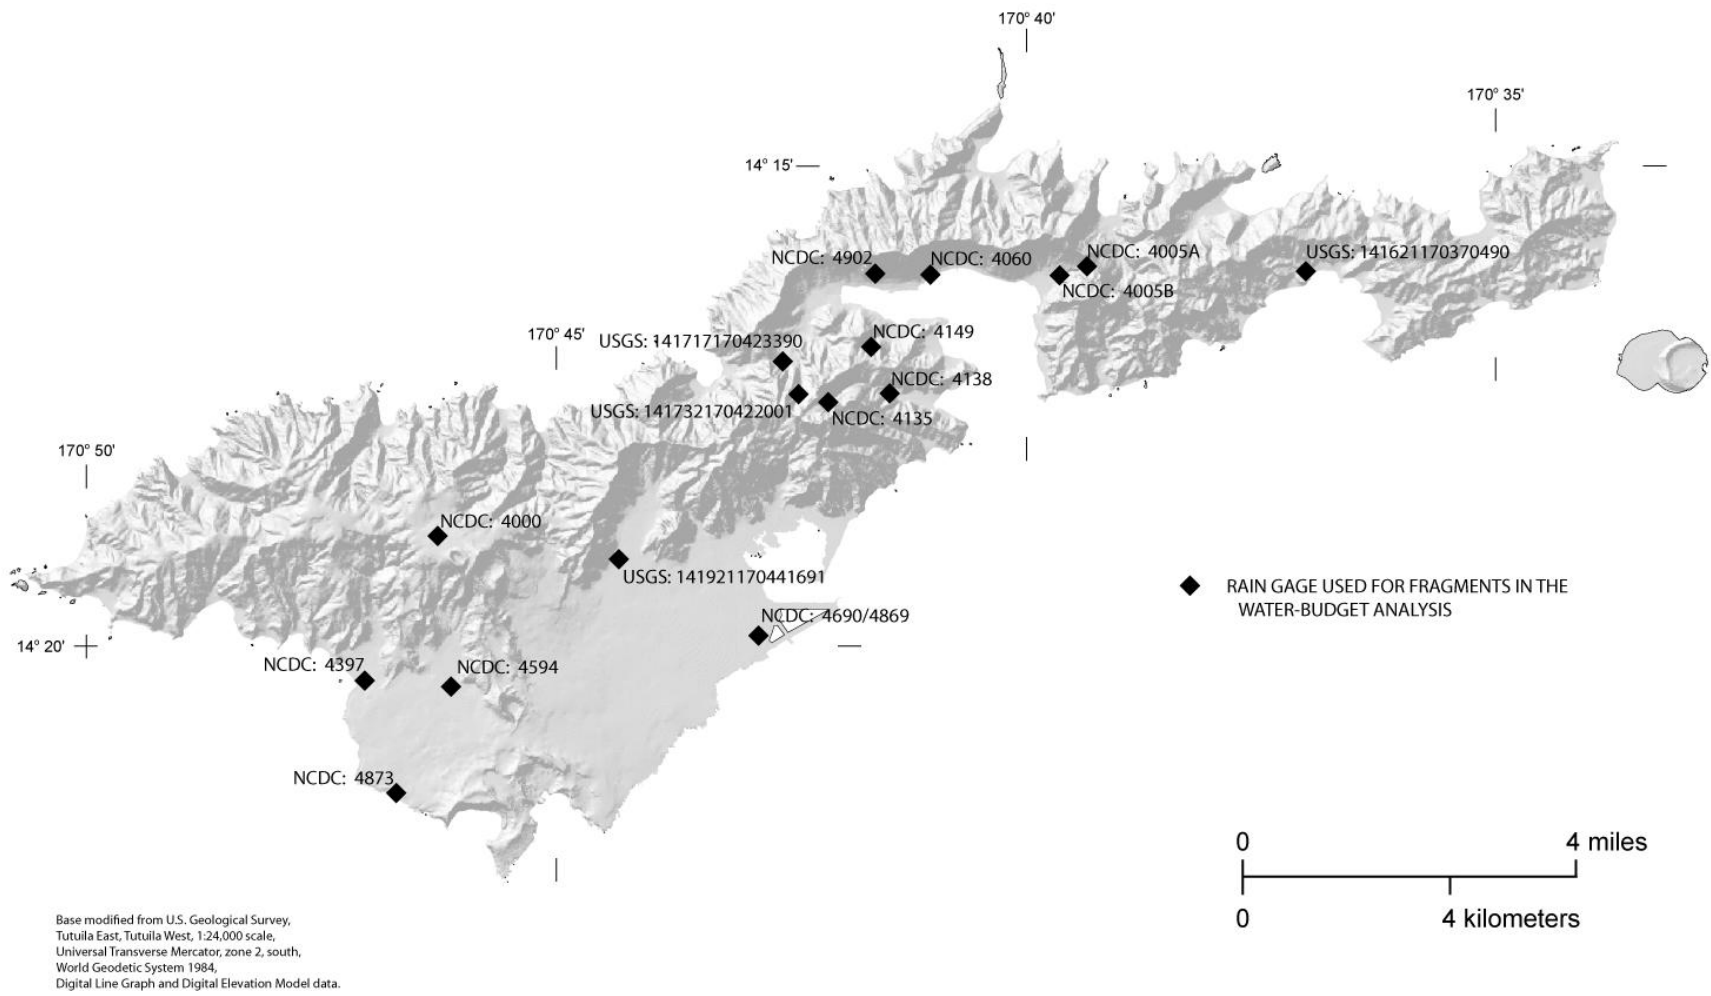 170° 40'
170° 35'
14° 15'
NCDC: 4902
NCDC: 4060
NCDC: 4005A
USGS: 141621170370490
NCDC: 4005B
170° 45'
USGS: 141717170423390
NCDC: 4149
NCDC: 4138
USGS: 141732170422001
NCDC: 4135
170° 50'
NCDC: 4000
USGS: 141921170441691
RAIN GAGE USED FOR FRAGMENTS IN THE
WATER-BUDGET ANALYSIS
NCDC: 4690/4869
14° 20'
NCDC: 4397
NCDC: 4594
NCDC: 4873
0
4 miles
0
4 kilometers
Base modified from U.S. Geological Survey,
Tutuila East, Tutuila West, 1:24,000 scale,
Universal Transverse Mercator, zone 2, south,
World Geodetic System 1984,
Digital Line Graph and Digital Elevation Model data.